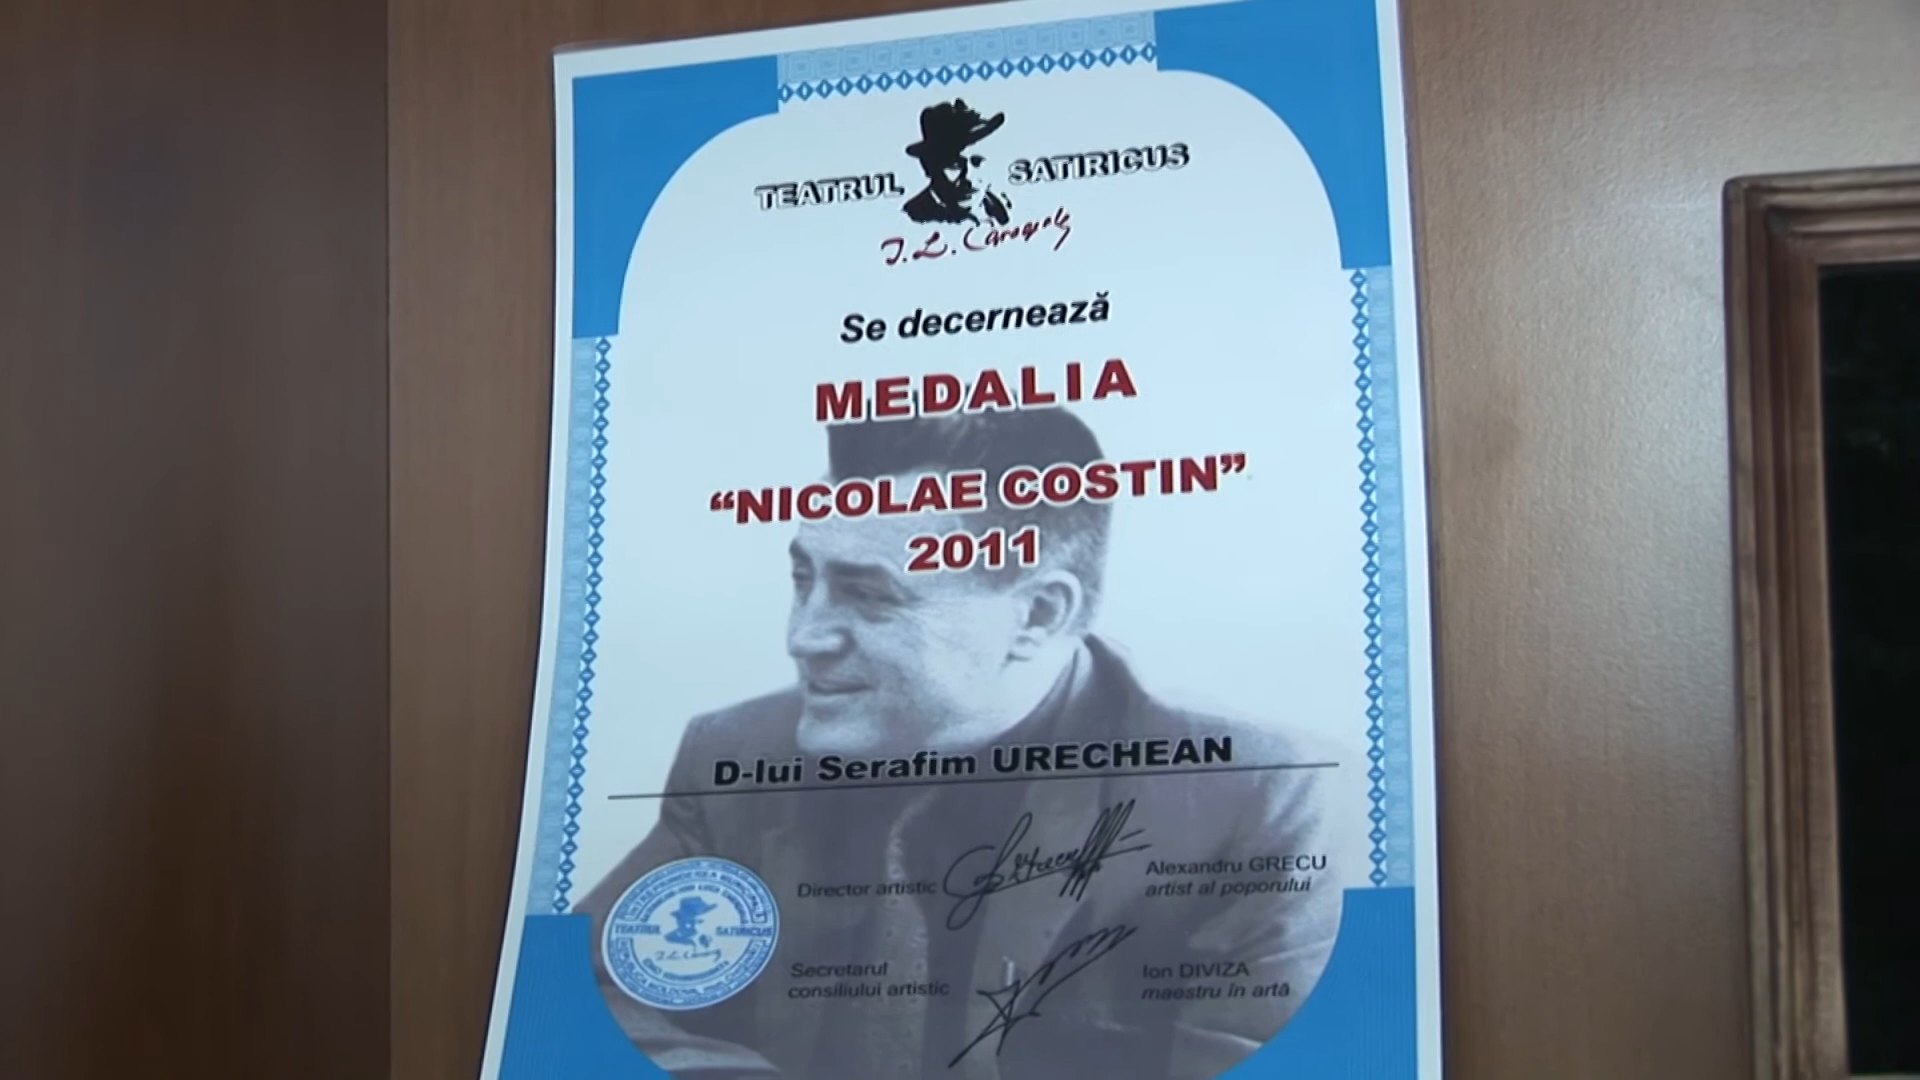 TEATRUL SATIRICUS
I.L. Caragiale
Se decernează
MEDALIA
“NICOLAE COSTIN”
2011
D-lui Serafim URECHEAN
Director artistic
Alexandru GRECU
artist al poporului
Secretarul
consiliului artistic
Ion DIVIZA
maestru în artă
TEATRUL SATIRICUS